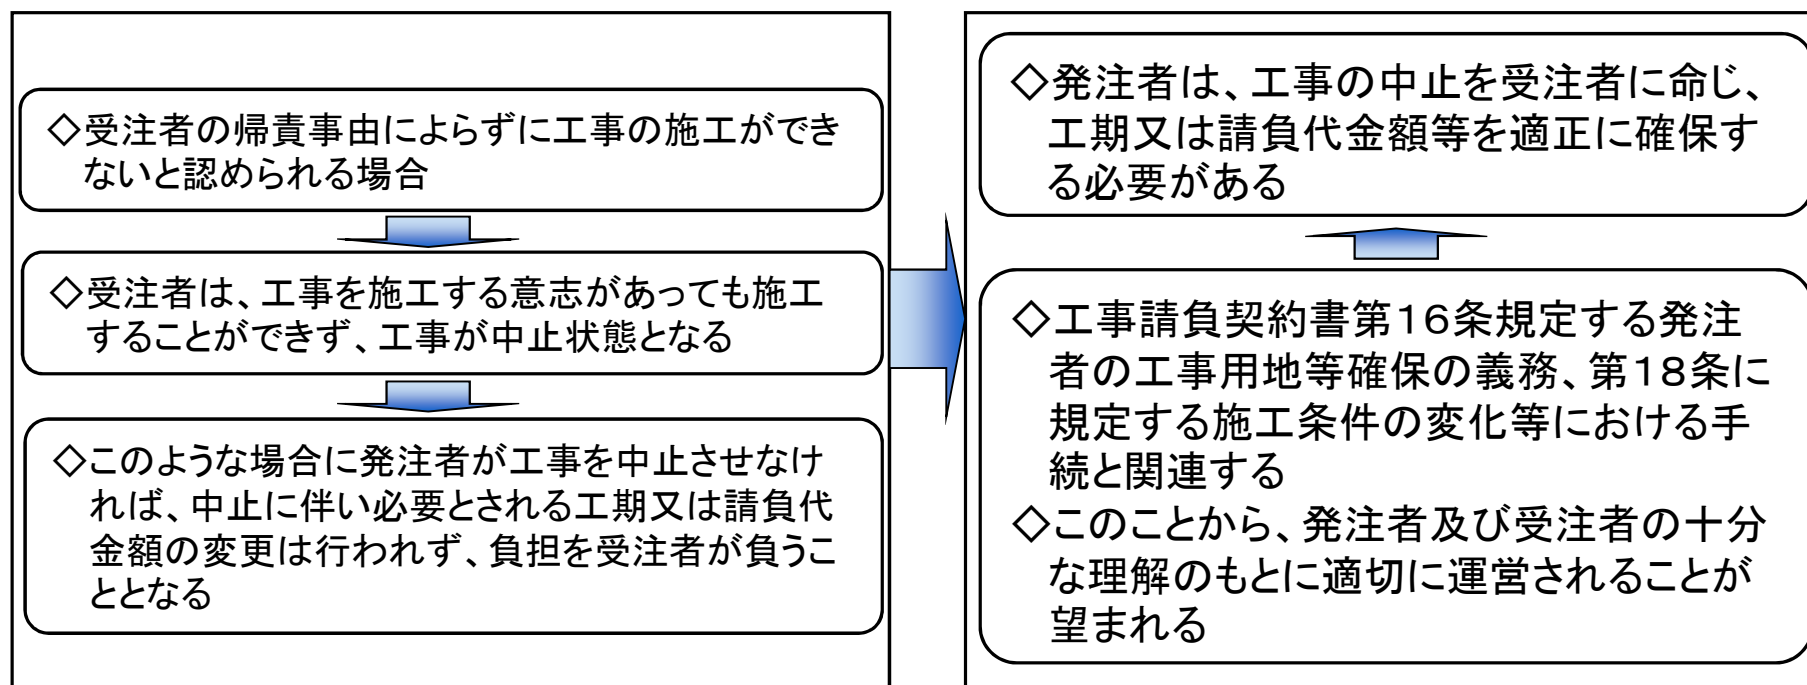 ◇受注者の帰責事由によらずに工事の施工ができ
ないと認められる場合
◇受注者は、工事を施工する意志があっても施工
することができず、工事が中止状態となる
◇このような場合に発注者が工事を中止させなけ
れば、中止に伴い必要とされる工期又は請負代
金額の変更は行われず、負担を受注者が負うこ
ととなる
◇発注者は、工事の中止を受注者に命じ、
工期又は請負代金額等を適正に確保す
る必要がある
◇工事請負契約書第16条規定する発注
者の工事用地等確保の義務、第18条に
規定する施工条件の変化等における手
続と関連する
◇このことから、発注者及び受注者の十分
な理解のもとに適切に運営されることが
望まれる